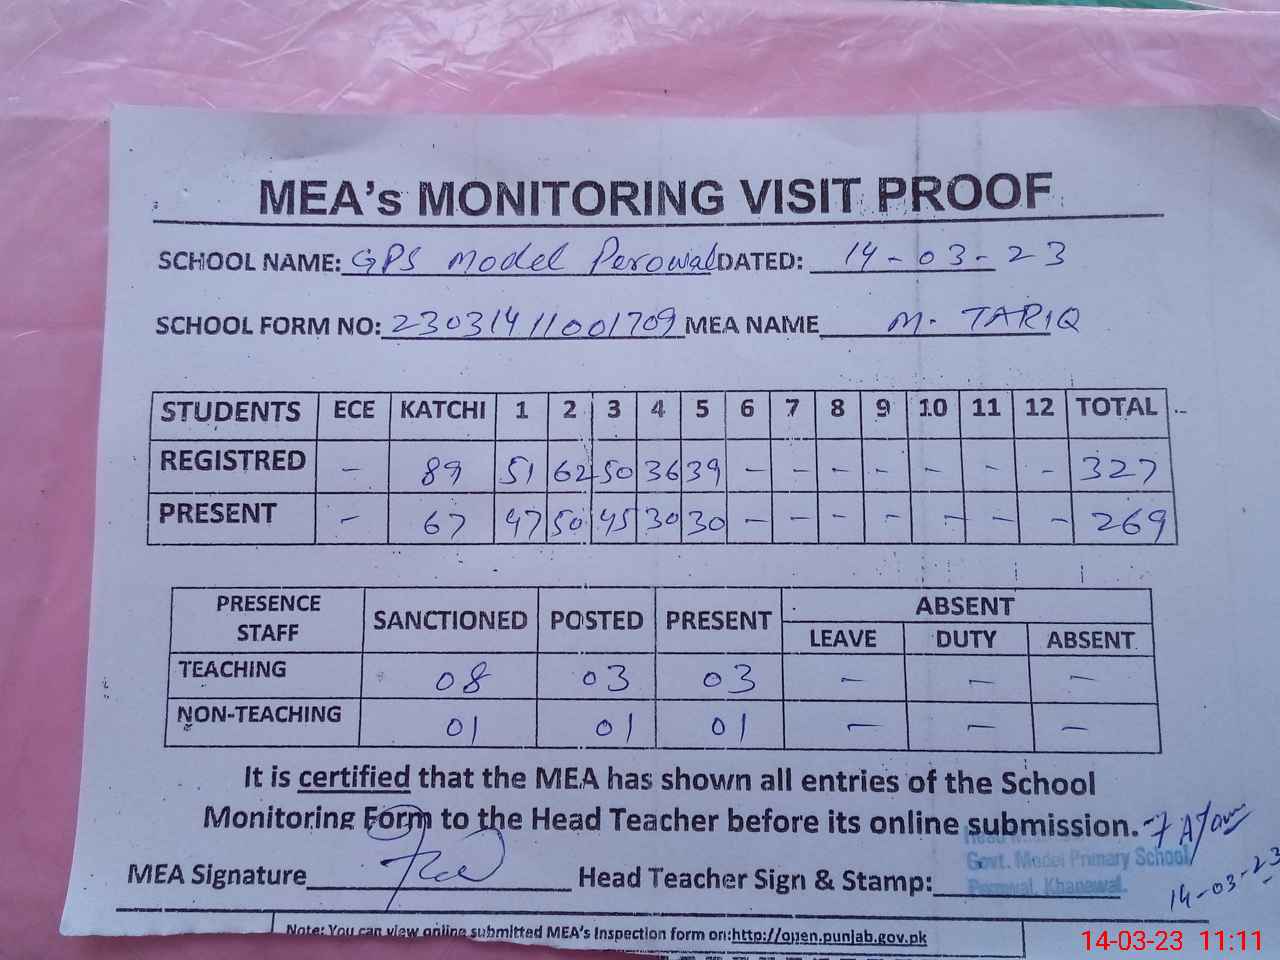 MEA's MONITORING VISIT PROOF
SCHOOL NAME: GPS Model Perowal DATED: 14-03-23
SCHOOL FORM NO: 23031411001709 MEA NAME M. TARIQ
STUDENTS ECE KATCHI 1 2 3 4 5 6 7 8 9 10 11 12 TOTAL
REGISTRED - 89 51 62 50 36 39 - - - - - - - 327
PRESENT - 67 47 50 45 30 30 - - - - - - - 269
PRESENCE STAFF SANCTIONED POSTED PRESENT ABSENT
LEAVE DUTY ABSENT
TEACHING 08 03 03 - - -
NON-TEACHING 01 01 01 - - -
It is certified that the MEA has shown all entries of the School
Monitoring Form to the Head Teacher before its online submission.
MEA Signature Head Teacher Sign & Stamp:
Govt. Model Primary School
Perowal, Khanewal.
14-03-23
Note: You can view online submitted MEA's Inspection form on:http://open.punjab.gov.pk
14-03-23 11:11